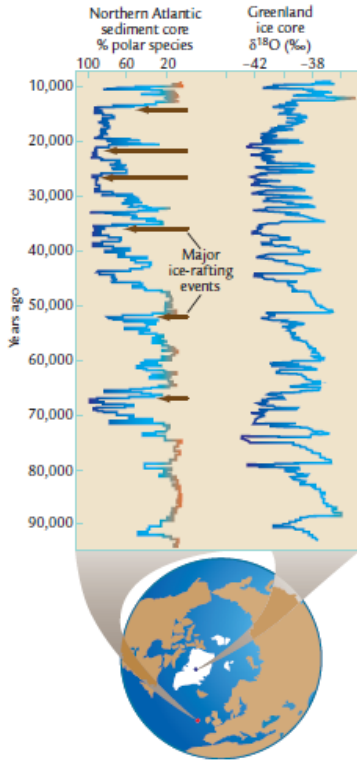 Northern Atlantic
sediment core
% polar species
100 60 20
Greenland
ice core
δ18O (‰)
−42 −38
10,000
20,000
30,000
40,000
Major
ice-rafting
events
Years ago
50,000
60,000
70,000
80,000
90,000